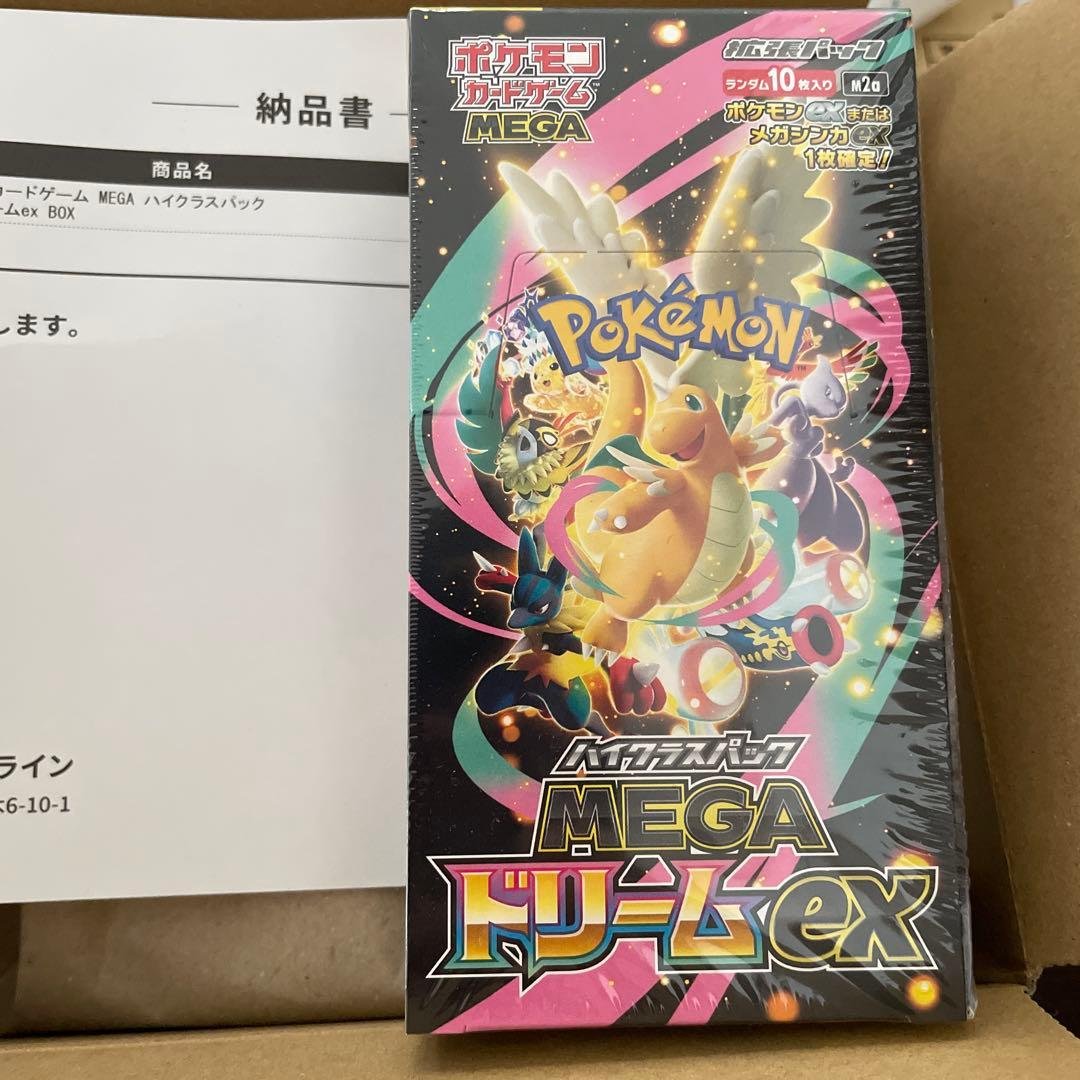 納品書
商品名
カードゲーム MEGA ハイクラスパック
ームex BOX
します。
ライン
6-10-1
ポケモン
カードゲーム™
MEGA
拡張パック
ランダム10枚入り M2a
ポケモンexまたは
メガシンカex
1枚確定!
POKéMON™
ハイクラスパック
MEGA
ドリームex